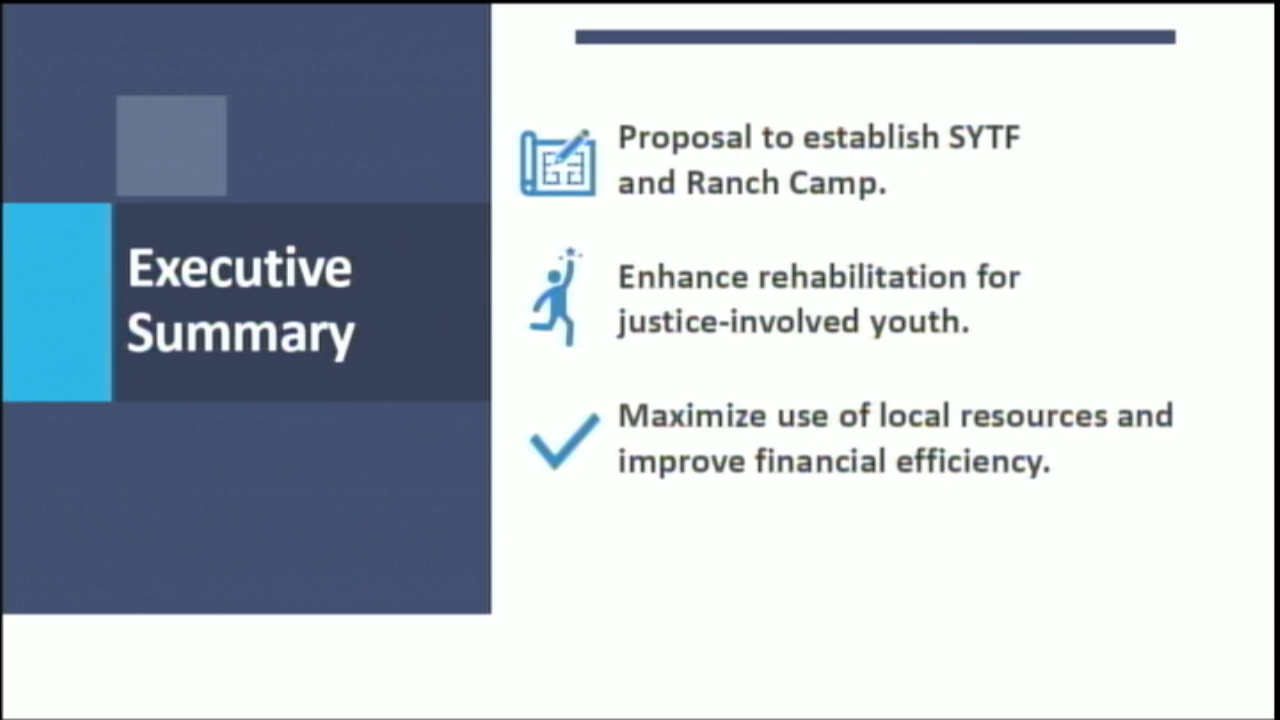 Executive
Summary
Proposal to establish SYTF
and Ranch Camp.
Enhance rehabilitation for
justice-involved youth.
Maximize use of local resources and
improve financial efficiency.